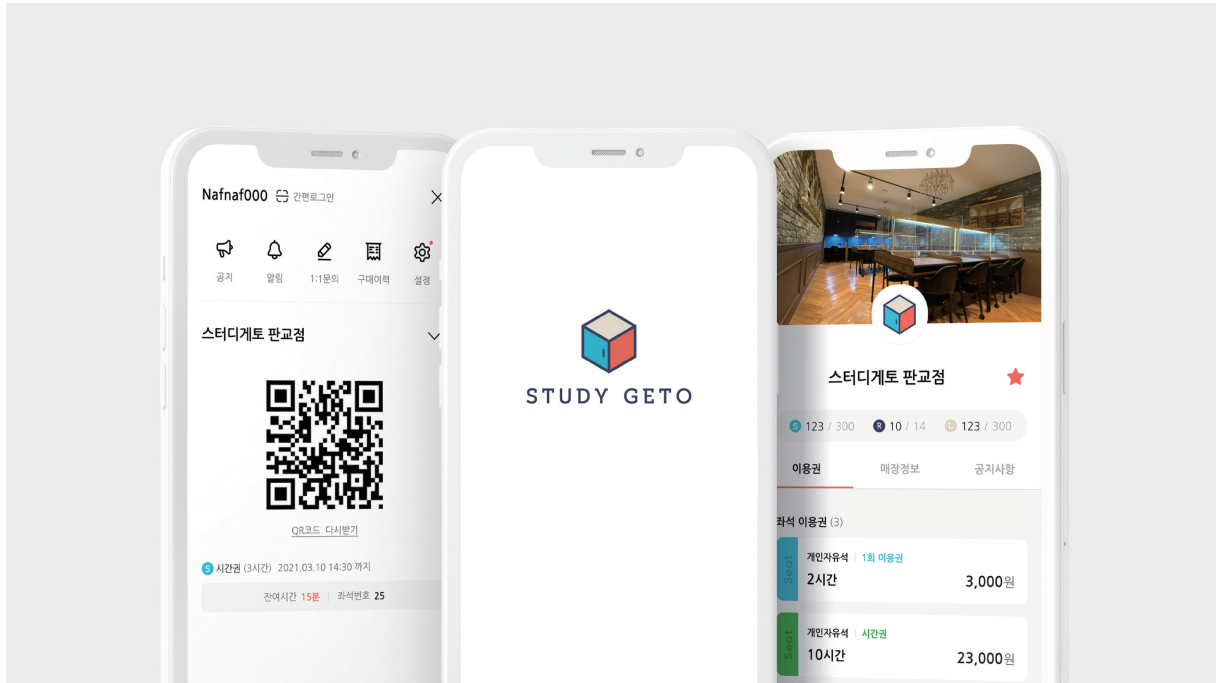 Nafnaf000 간편로그인
공지 알림 1:1문의 구매이력 설정
스터디게토 판교점
QR코드 다시받기
S 시간권 (3시간) 2021.03.10 14:30 까지
잔여시간 15분 | 좌석번호 25
STUDY GETO
스터디게토 판교점
S 123 / 300 R 10 / 14 L 123 / 300
이용권 매장정보 공지사항
좌석 이용권 (3)
Seat
개인자유석 | 1회 이용권
2시간 3,000원
Seat
개인자유석 | 시간권
10시간 23,000원